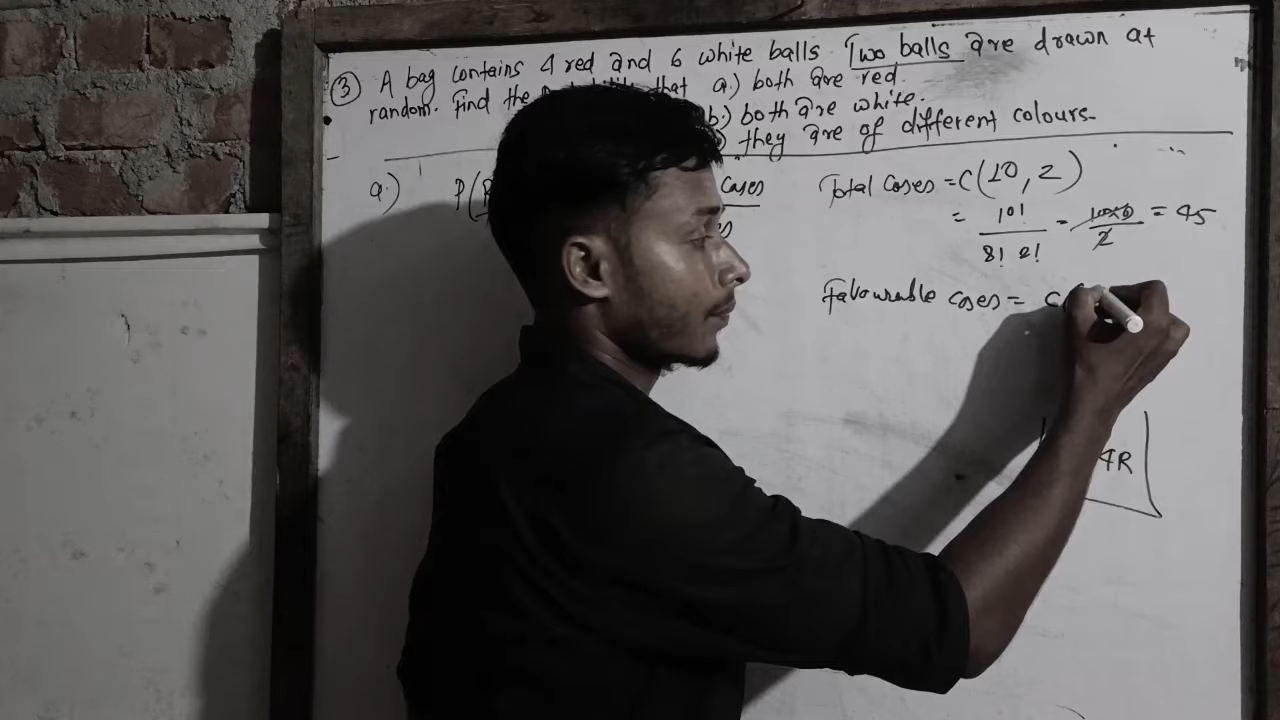 ③ A bag contains 4 red and 6 white balls. Two balls are drawn at
random. Find the that a.) both are red.
b.) both are white.
they are of different colours.
a.) P(R cases
Total Cases = C(10, 2)
= 10! / 8! 2! = 10×9 / 2 = 45
Favourable cases = C(
4R